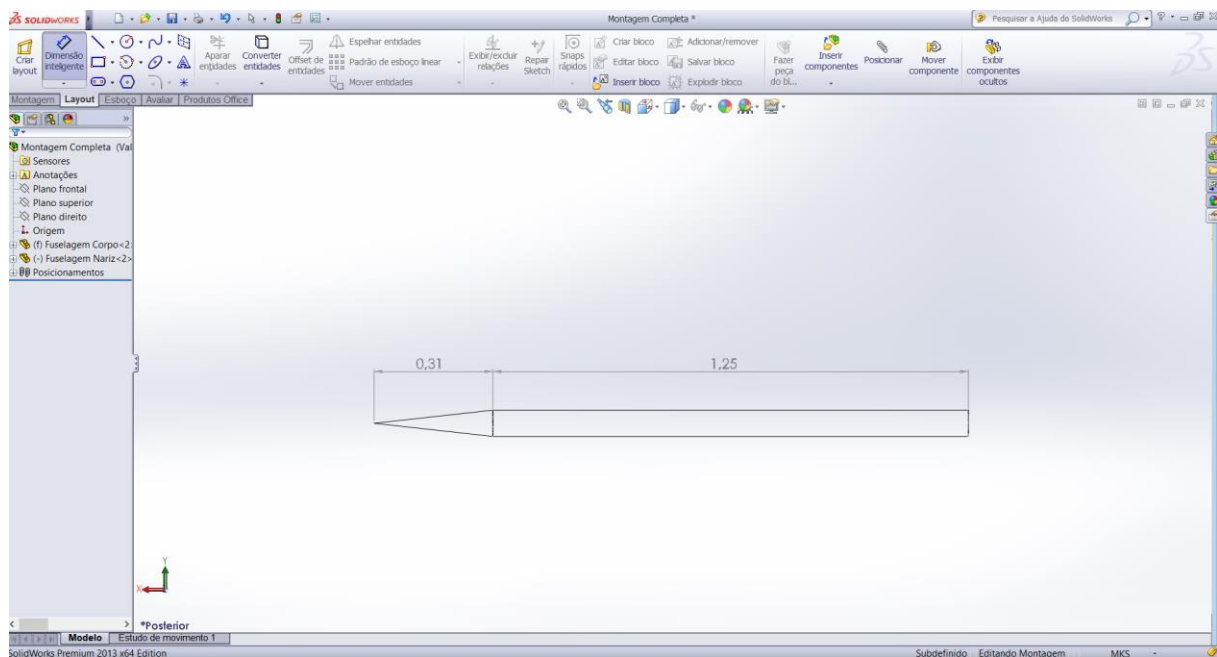 SOLIDWORKS
Montagem Completa *
Pesquisar a Ajuda do SolidWorks
Criar layout
Dimensão inteligente
Aparar entidades
Converter entidades
Offset de entidades
Espelhar entidades
Padrão de esboço linear
Mover entidades
Exibir/excluir relações
Repair Sketch
Snaps rápidos
Criar bloco
Editar bloco
Inserir bloco
Adicionar/remover
Salvar bloco
Explodir bloco
Fazer peça do bl...
Inserir componentes
Posicionar
Mover componente
Exibir componentes ocultos
Montagem Layout Esboço Avaliar Produtos Office
Montagem Completa (Val
Sensores
Anotações
Plano frontal
Plano superior
Plano direito
Origem
(f) Fuselagem Corpo<2
(-) Fuselagem Nariz<2>
Posicionamentos
0,31
1,25
Y
X
*Posterior
Modelo Estudo de movimento 1
SolidWorks Premium 2013 x64 Edition
Subdefinido Editando Montagem MKS